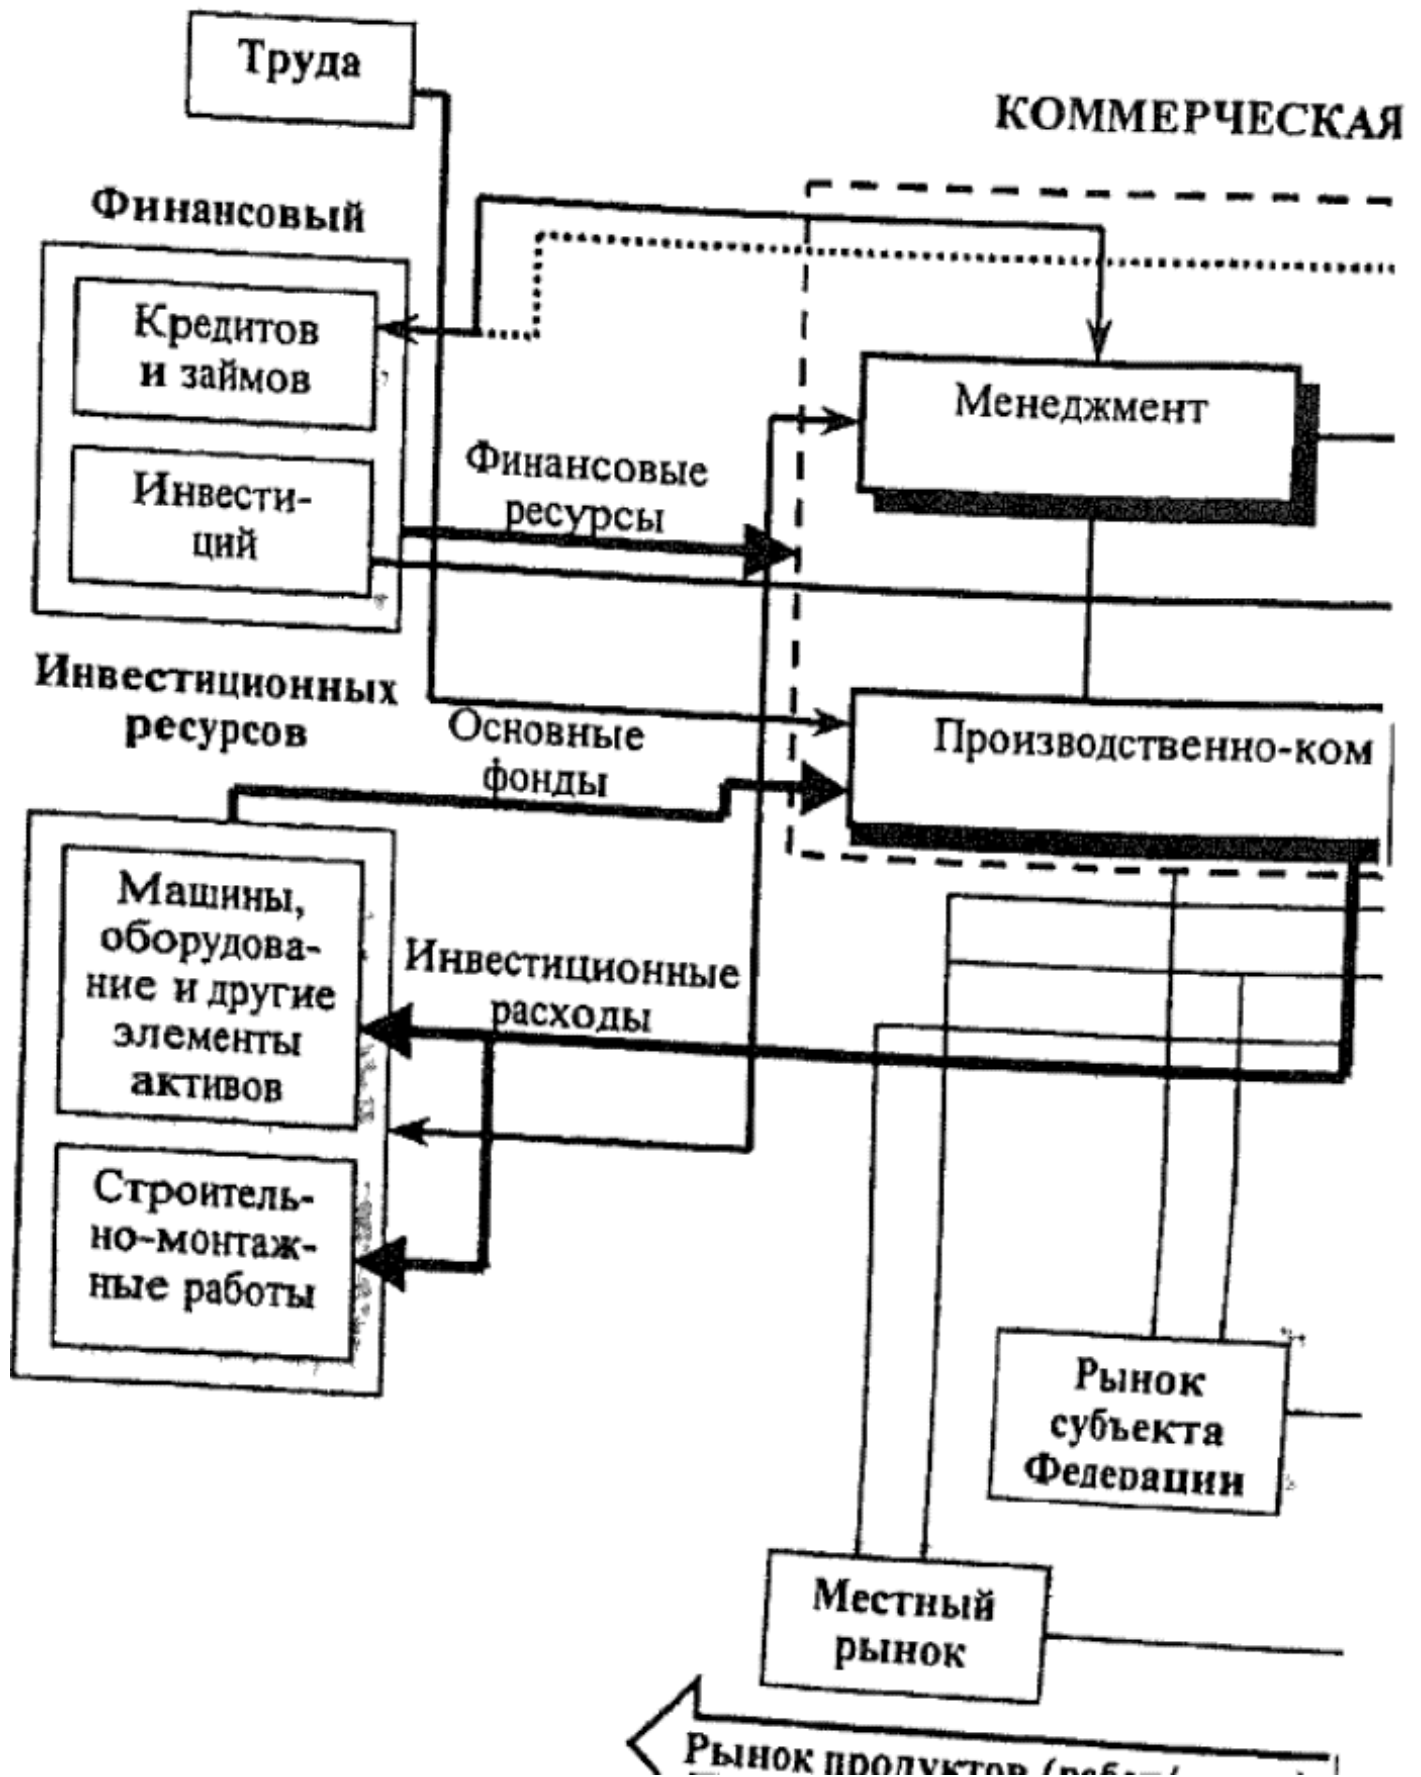 Труда
КОММЕРЧЕСКАЯ
Финансовый
Кредитов
и займов
Менеджмент
Финансовые
ресурсы
Инвести-
ций
Инвестиционных
ресурсов
Основные
фонды
Производственно-ком
Машины,
оборудова-
ние и другие
элементы
активов
Инвестиционные
расходы
Строитель-
но-монтаж-
ные работы
Рынок
субъекта
Федерации
Местный
рынок
Рынок продуктов